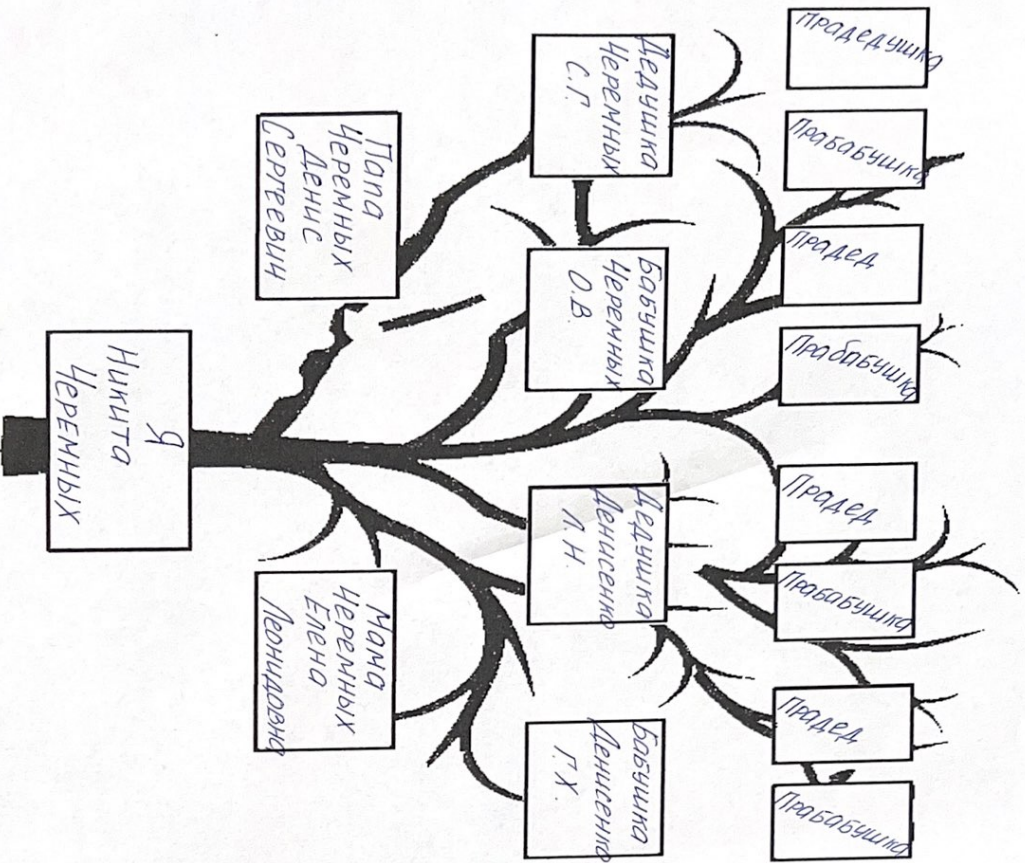 Прадедушка
Прабабушка
Прадед
Прабабушка
Прадед
Прабабушка
Прадед
Прабабушка
Дедушка
Черемных
С.Г.
Бабушка
Черемных
О.В.
Дедушка
Денисенко
Л.Н.
Бабушка
Денисенко
Г.Х.
Папа
Черемных
Денис
Сергеевич
Мама
Черемных
Елена
Леонидовна
Я
Никита
Черемных